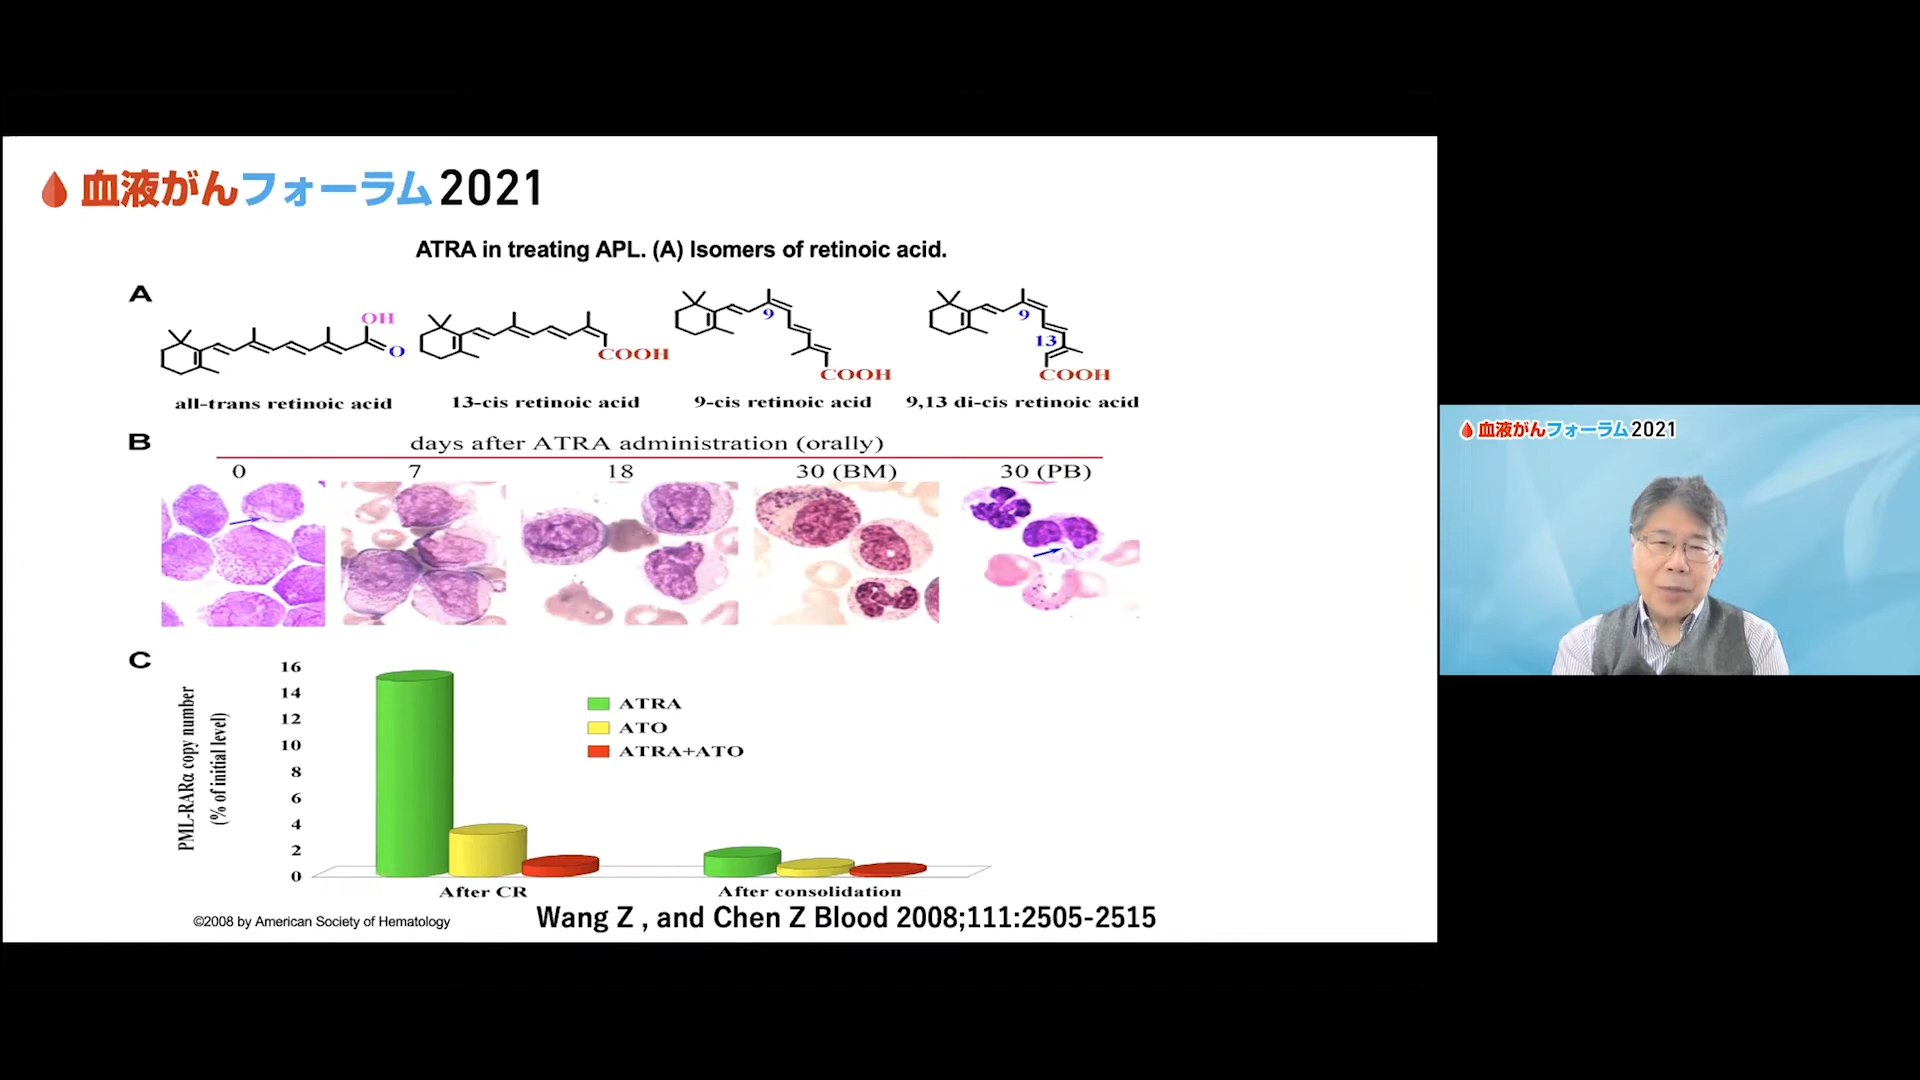 血液がんフォーラム2021
ATRA in treating APL. (A) Isomers of retinoic acid.
A
OH
O
COOH
9
COOH
9
13
COOH
all-trans retinoic acid
13-cis retinoic acid
9-cis retinoic acid
9,13 di-cis retinoic acid
B
days after ATRA administration (orally)
0
7
18
30 (BM)
30 (PB)
C
PML-RARα copy number
(% of initial level)
16
14
12
10
8
6
4
2
0
ATRA
ATO
ATRA+ATO
After CR
After consolidation
©2008 by American Society of Hematology
Wang Z , and Chen Z Blood 2008;111:2505-2515
血液がんフォーラム2021